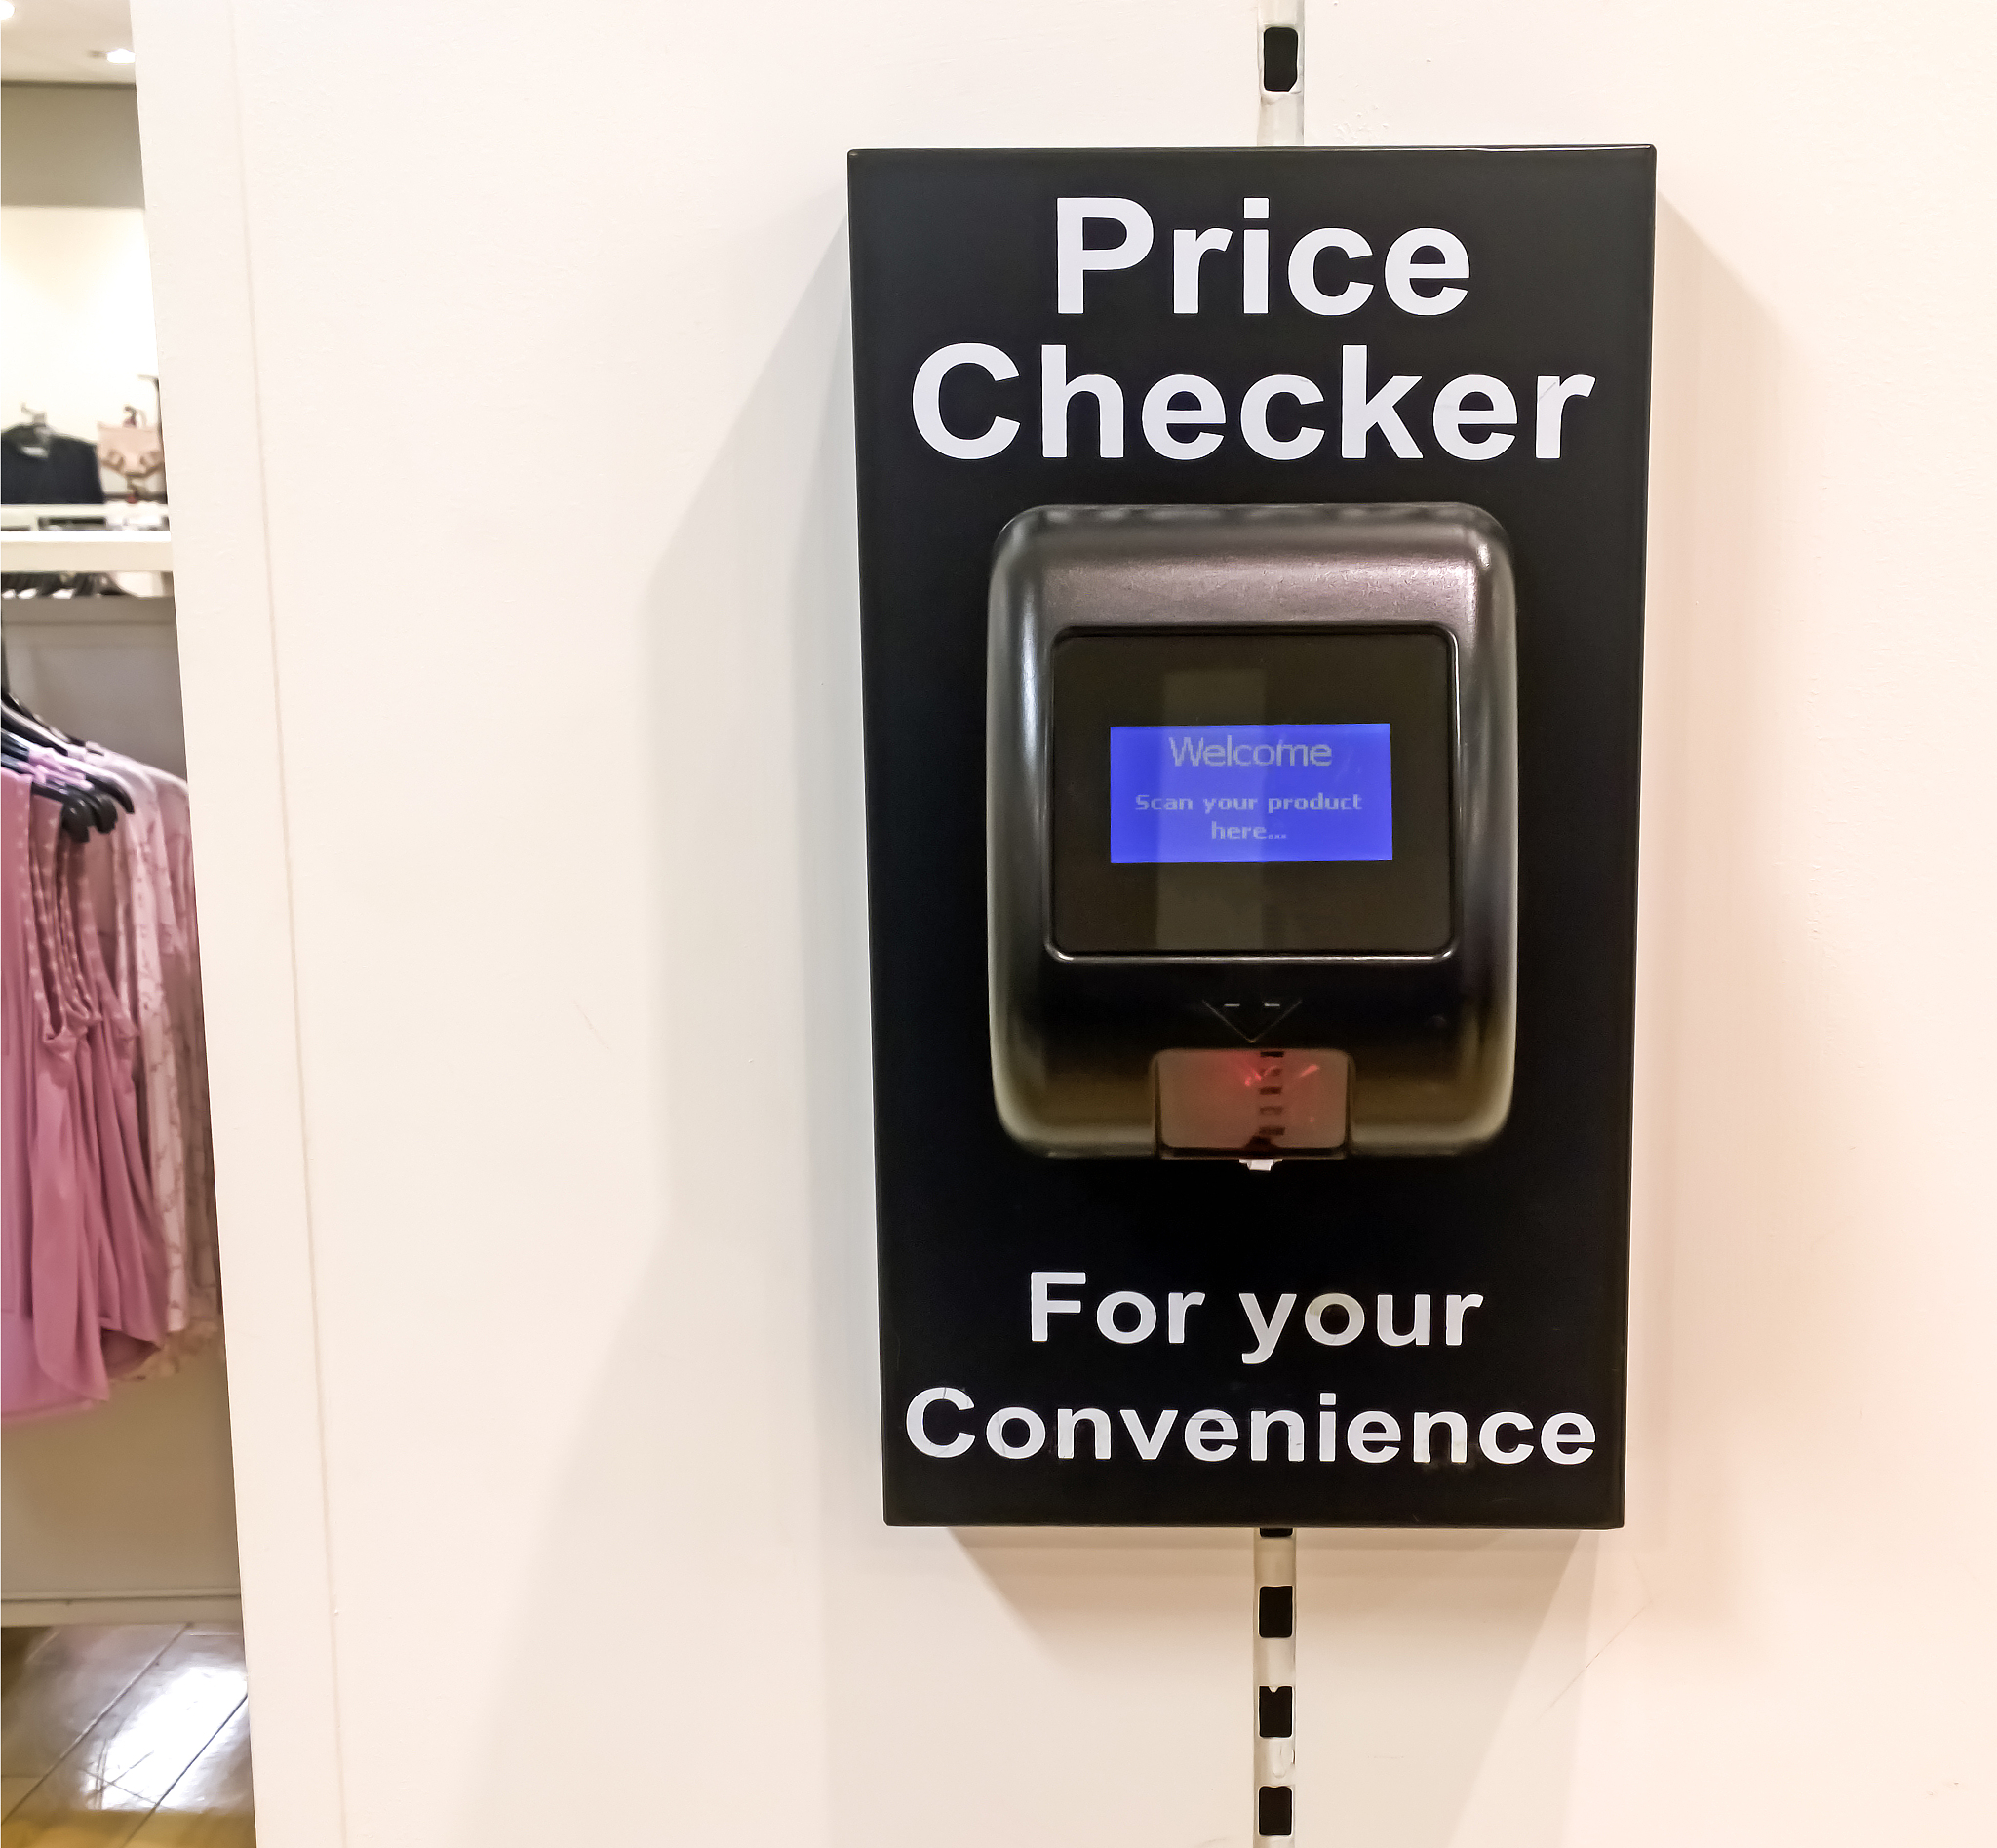 Price
Checker
Welcome
Scan your product
here...
For your
Convenience